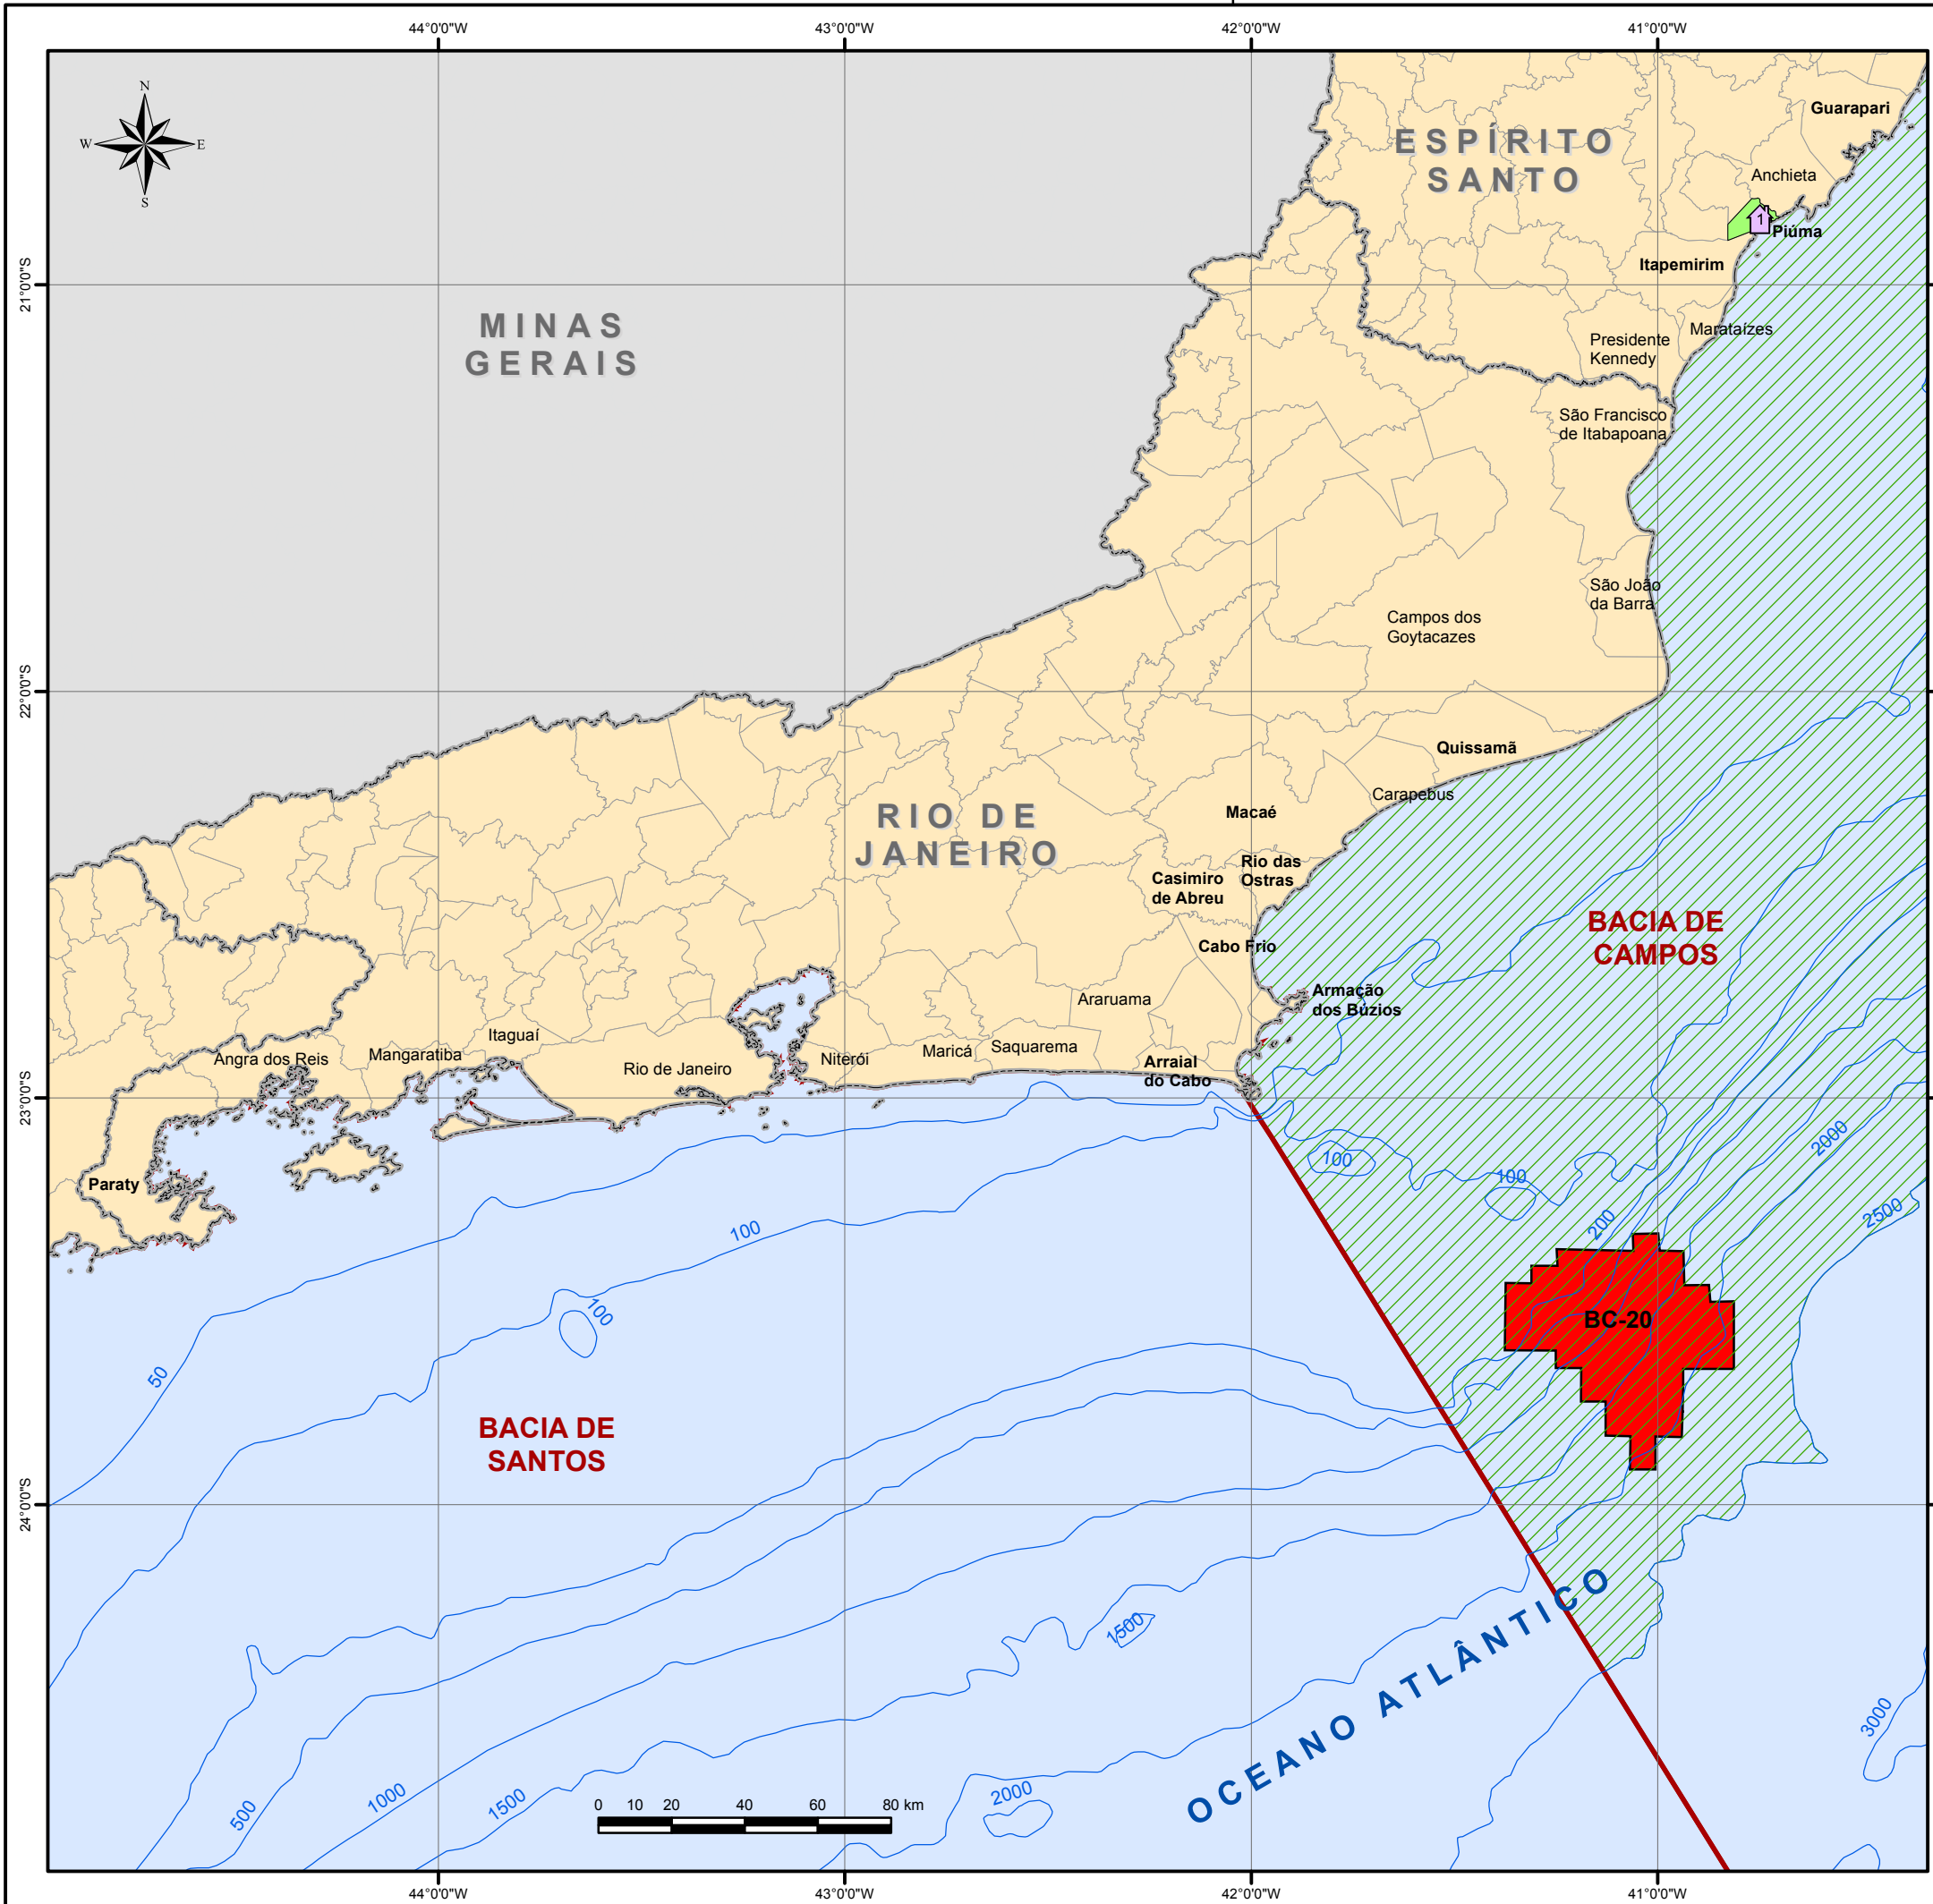 44°0'0"W
43°0'0"W
42°0'0"W
41°0'0"W
N
W
E
S
ESPÍRITO
SANTO
Guarapari
Anchieta
1
Piúma
Itapemirim
21°0'0"S
MINAS
GERAIS
Marataízes
Presidente
Kennedy
São Francisco
de Itabapoana
São João
da Barra
Campos dos
Goytacazes
22°0'0"S
Quissamã
Carapebus
Macaé
RIO DE
JANEIRO
Rio das
Ostras
Casimiro
de Abreu
BACIA DE
CAMPOS
Cabo Frio
Armação
dos Búzios
Araruama
Itaguaí
Angra dos Reis
Mangaratiba
Rio de Janeiro
Niterói
Maricá
Saquarema
Arraial
do Cabo
23°0'0"S
Paraty
100
100
2000
2500
200
100
100
50
BC-20
BACIA DE
SANTOS
24°0'0"S
OCEANO ATLÂNTICO
1500
3000
500
1000
1500
2000
0 10 20 40 60 80 km
44°0'0"W
43°0'0"W
42°0'0"W
41°0'0"W